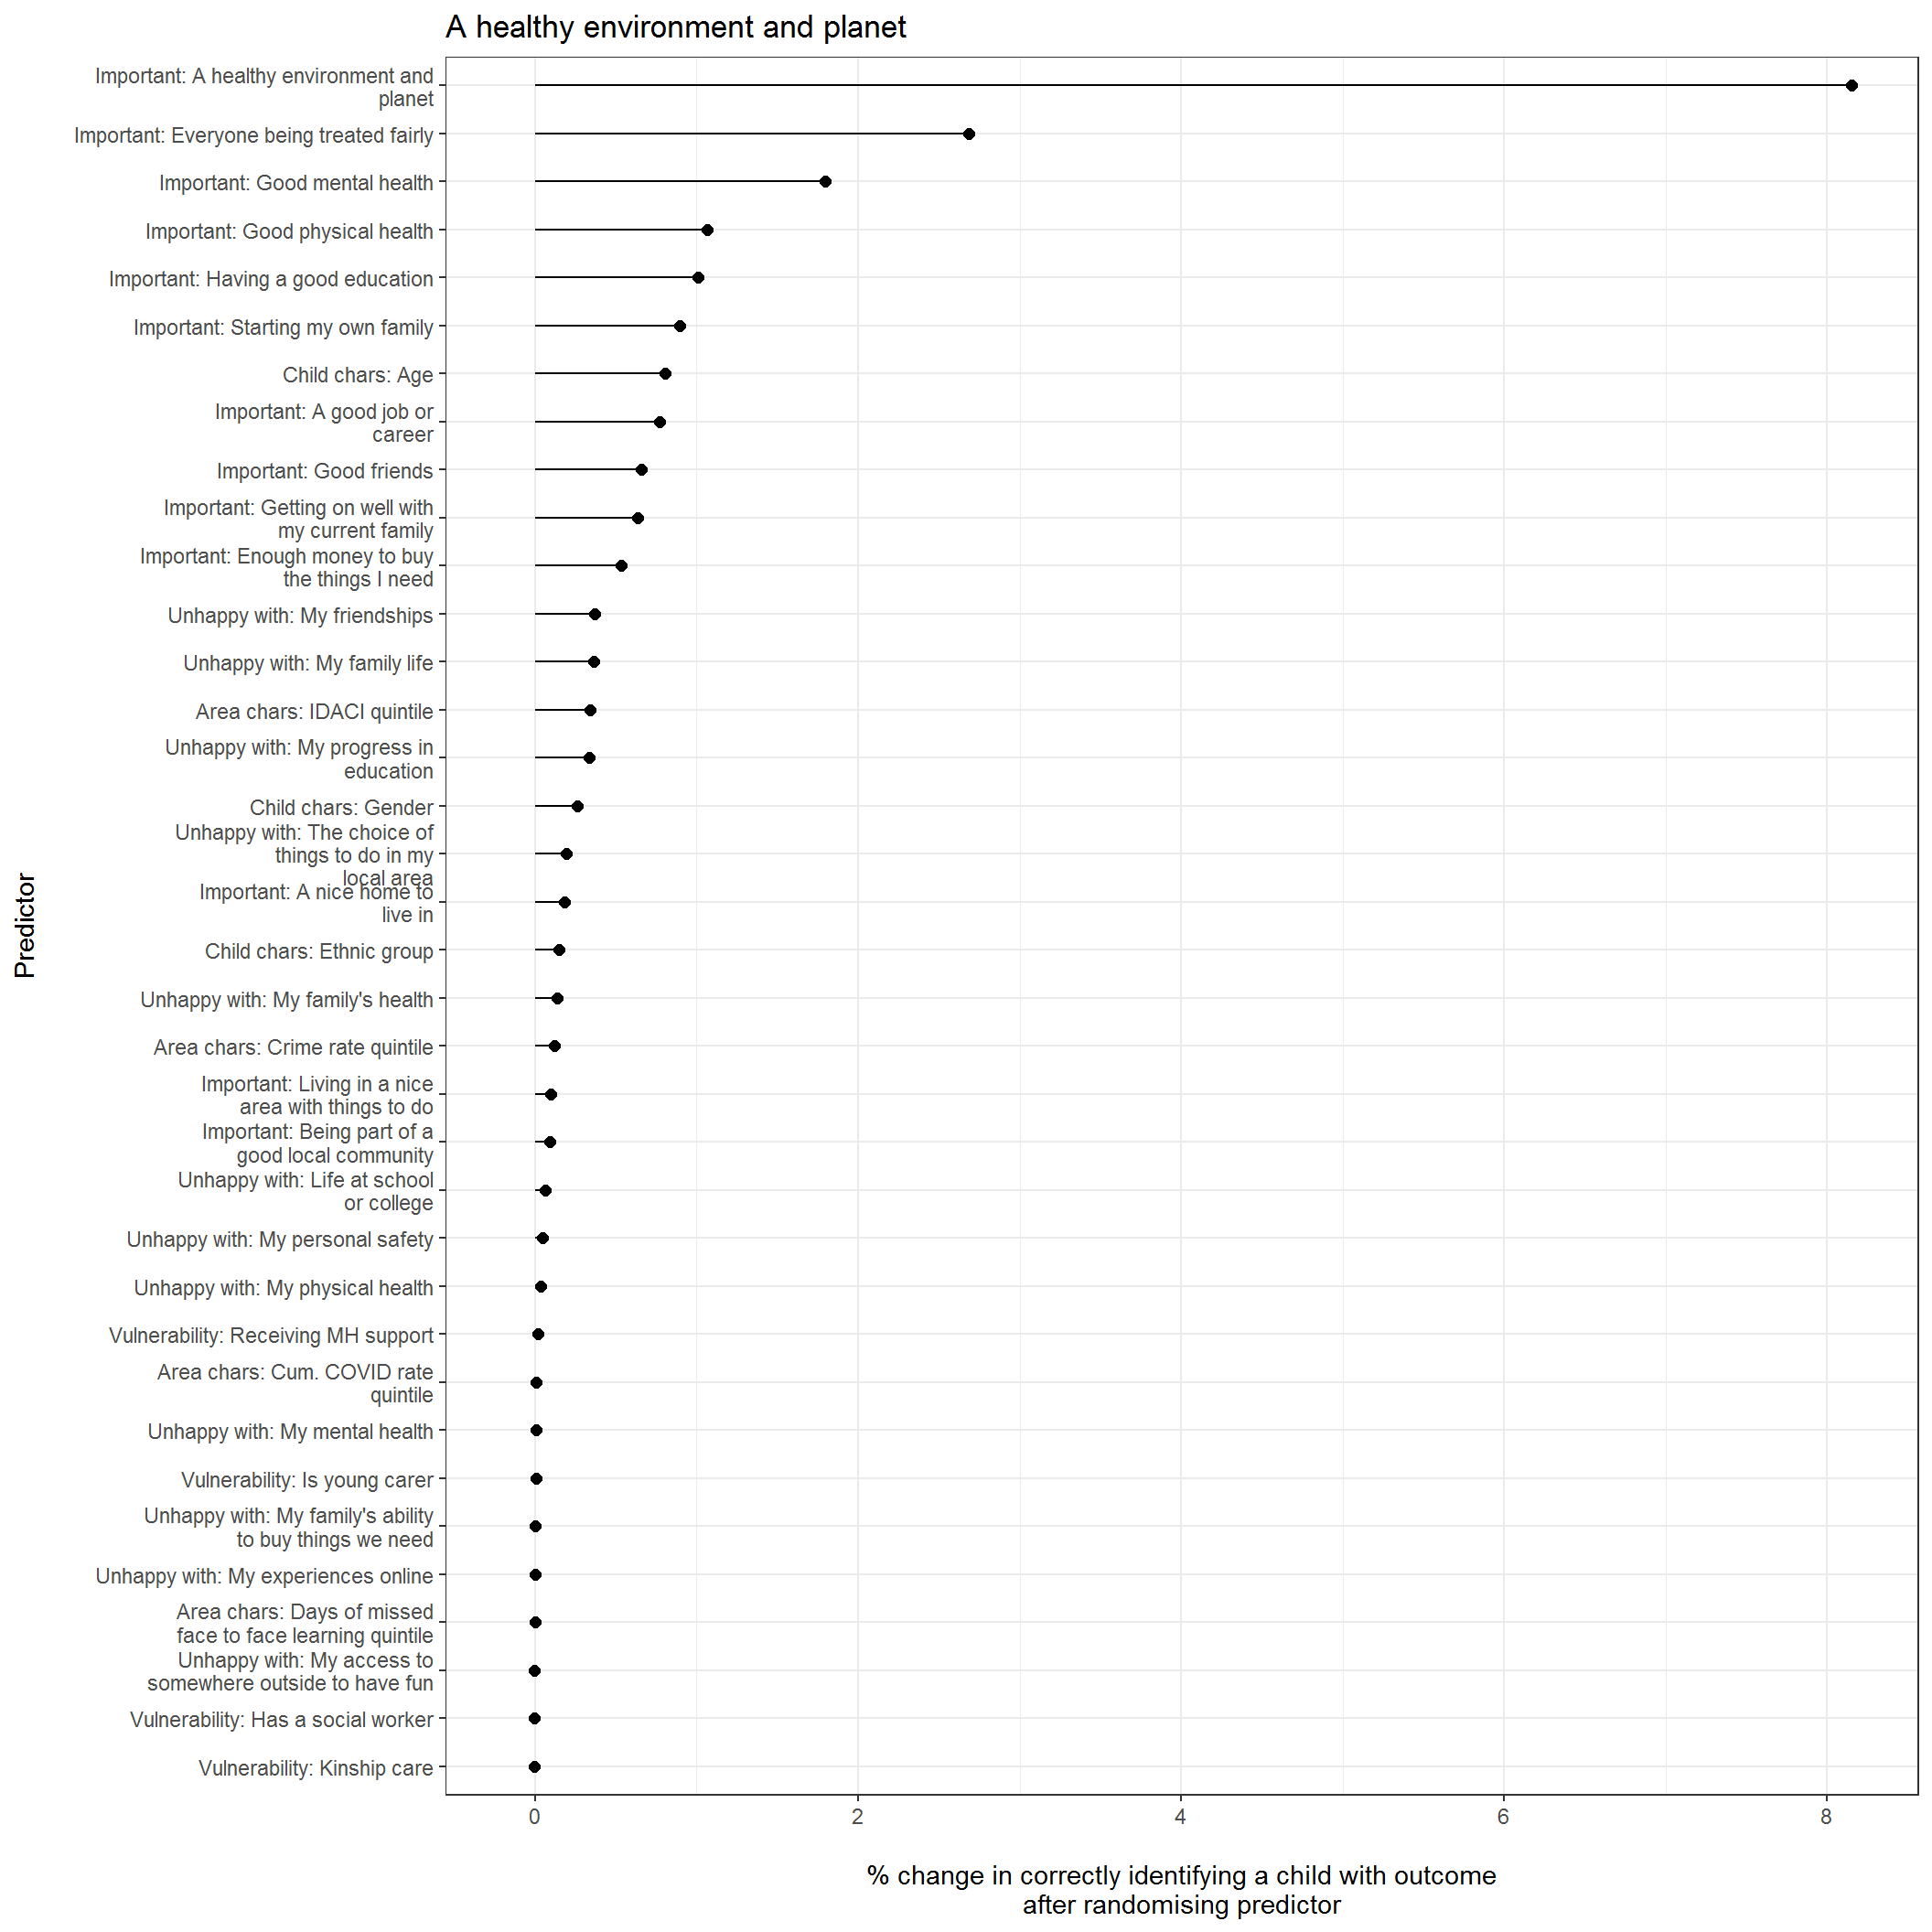 A healthy environment and planet
Important: A healthy environment and
planet
Important: Everyone being treated fairly
Important: Good mental health
Important: Good physical health
Important: Having a good education
Important: Starting my own family
Child chars: Age
Important: A good job or
career
Important: Good friends
Important: Getting on well with
my current family
Important: Enough money to buy
the things I need
Unhappy with: My friendships
Unhappy with: My family life
Area chars: IDACI quintile
Unhappy with: My progress in
education
Child chars: Gender
Unhappy with: The choice of
things to do in my
local area
Important: A nice home to
live in
Child chars: Ethnic group
Unhappy with: My family's health
Area chars: Crime rate quintile
Important: Living in a nice
area with things to do
Important: Being part of a
good local community
Unhappy with: Life at school
or college
Unhappy with: My personal safety
Unhappy with: My physical health
Vulnerability: Receiving MH support
Area chars: Cum. COVID rate
quintile
Unhappy with: My mental health
Vulnerability: Is young carer
Unhappy with: My family's ability
to buy things we need
Unhappy with: My experiences online
Area chars: Days of missed
face to face learning quintile
Unhappy with: My access to
somewhere outside to have fun
Vulnerability: Has a social worker
Vulnerability: Kinship care
Predictor
0 2 4 6 8
% change in correctly identifying a child with outcome
after randomising predictor